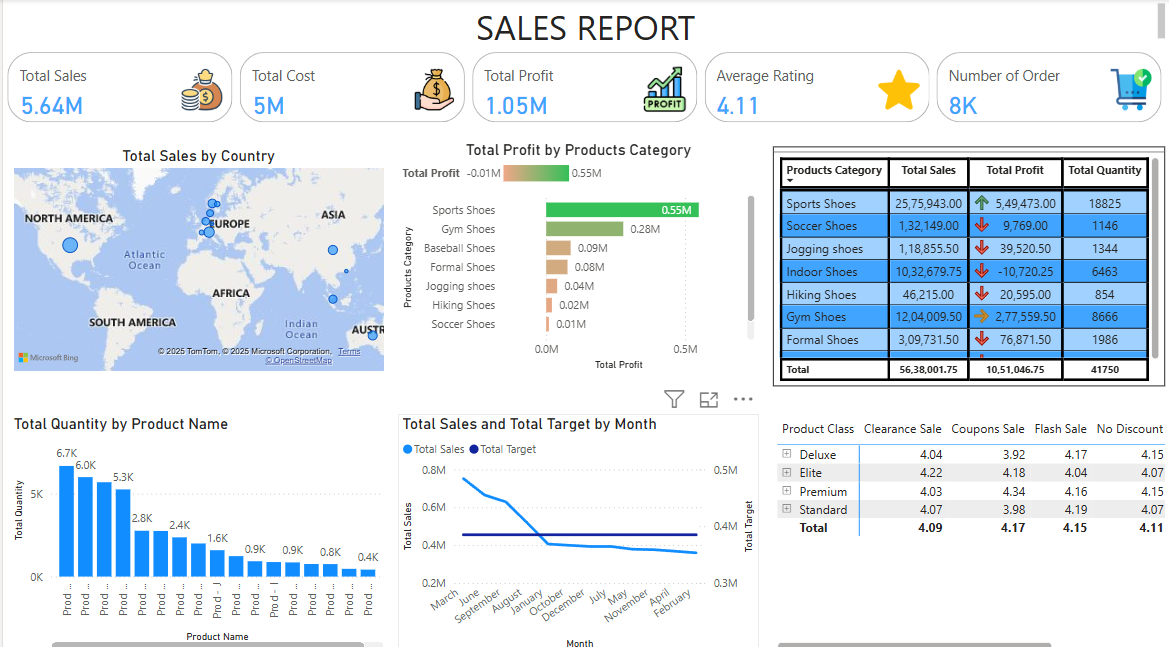 SALES REPORT
Total Sales
5.64M
Total Cost
5M
Total Profit
1.05M
PROFIT
Average Rating
4.11
Number of Order
8K
Total Sales by Country
NORTH AMERICA
EUROPE
ASIA
Atlantic
Ocean
AFRICA
SOUTH AMERICA
Indian
Ocean
AUSTR
Microsoft Bing
© 2025 TomTom, © 2025 Microsoft Corporation, Terms
© OpenStreetMap
Total Profit by Products Category
Total Profit -0.01M 0.55M
Products Category
Sports Shoes 0.55M
Gym Shoes 0.28M
Baseball Shoes 0.09M
Formal Shoes 0.08M
Jogging shoes 0.04M
Hiking Shoes 0.02M
Soccer Shoes 0.01M
0.0M 0.5M
Total Profit
Products Category Total Sales Total Profit Total Quantity
Sports Shoes 25,75,943.00 5,49,473.00 18825
Soccer Shoes 1,32,149.00 9,769.00 1146
Jogging shoes 1,18,855.50 39,520.50 1344
Indoor Shoes 10,32,679.75 -10,720.25 6463
Hiking Shoes 46,215.00 20,595.00 854
Gym Shoes 12,04,009.50 2,77,559.50 8666
Formal Shoes 3,09,731.50 76,871.50 1986
Total 56,38,001.75 10,51,046.75 41750
Total Quantity by Product Name
Total Quantity
5K
0K
6.7K 6.0K 5.3K 2.8K 2.4K 1.6K 0.9K 0.9K 0.8K 0.4K
Prod ... Prod ... Prod ... Prod ... Prod ... Prod ... Prod ... Prod ... Prod - J Prod ... Prod ... Prod - I Prod ... Prod ... Prod ... Prod ... Prod ...
Product Name
Total Sales and Total Target by Month
Total Sales Total Target
Total Sales
0.8M
0.6M
0.4M
0.2M
0.5M
0.4M
0.3M
Total Target
March June September August January October December July May November April February
Month
Product Class Clearance Sale Coupons Sale Flash Sale No Discount
Deluxe 4.04 3.92 4.17 4.15
Elite 4.22 4.18 4.04 4.07
Premium 4.03 4.34 4.16 4.15
Standard 4.07 3.98 4.19 4.07
Total 4.09 4.17 4.15 4.11